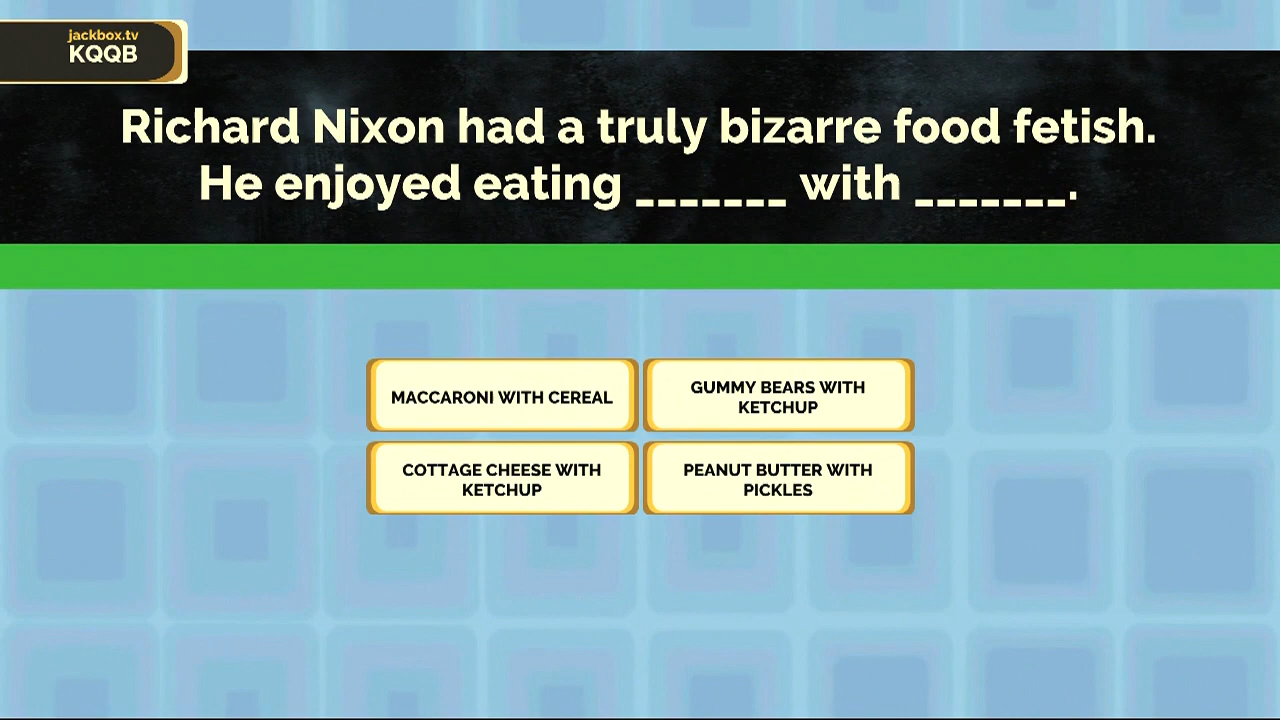 jackbox.tv
KQQB
Richard Nixon had a truly bizarre food fetish.
He enjoyed eating _______ with _______.
MACCARONI WITH CEREAL
GUMMY BEARS WITH
KETCHUP
COTTAGE CHEESE WITH
KETCHUP
PEANUT BUTTER WITH
PICKLES